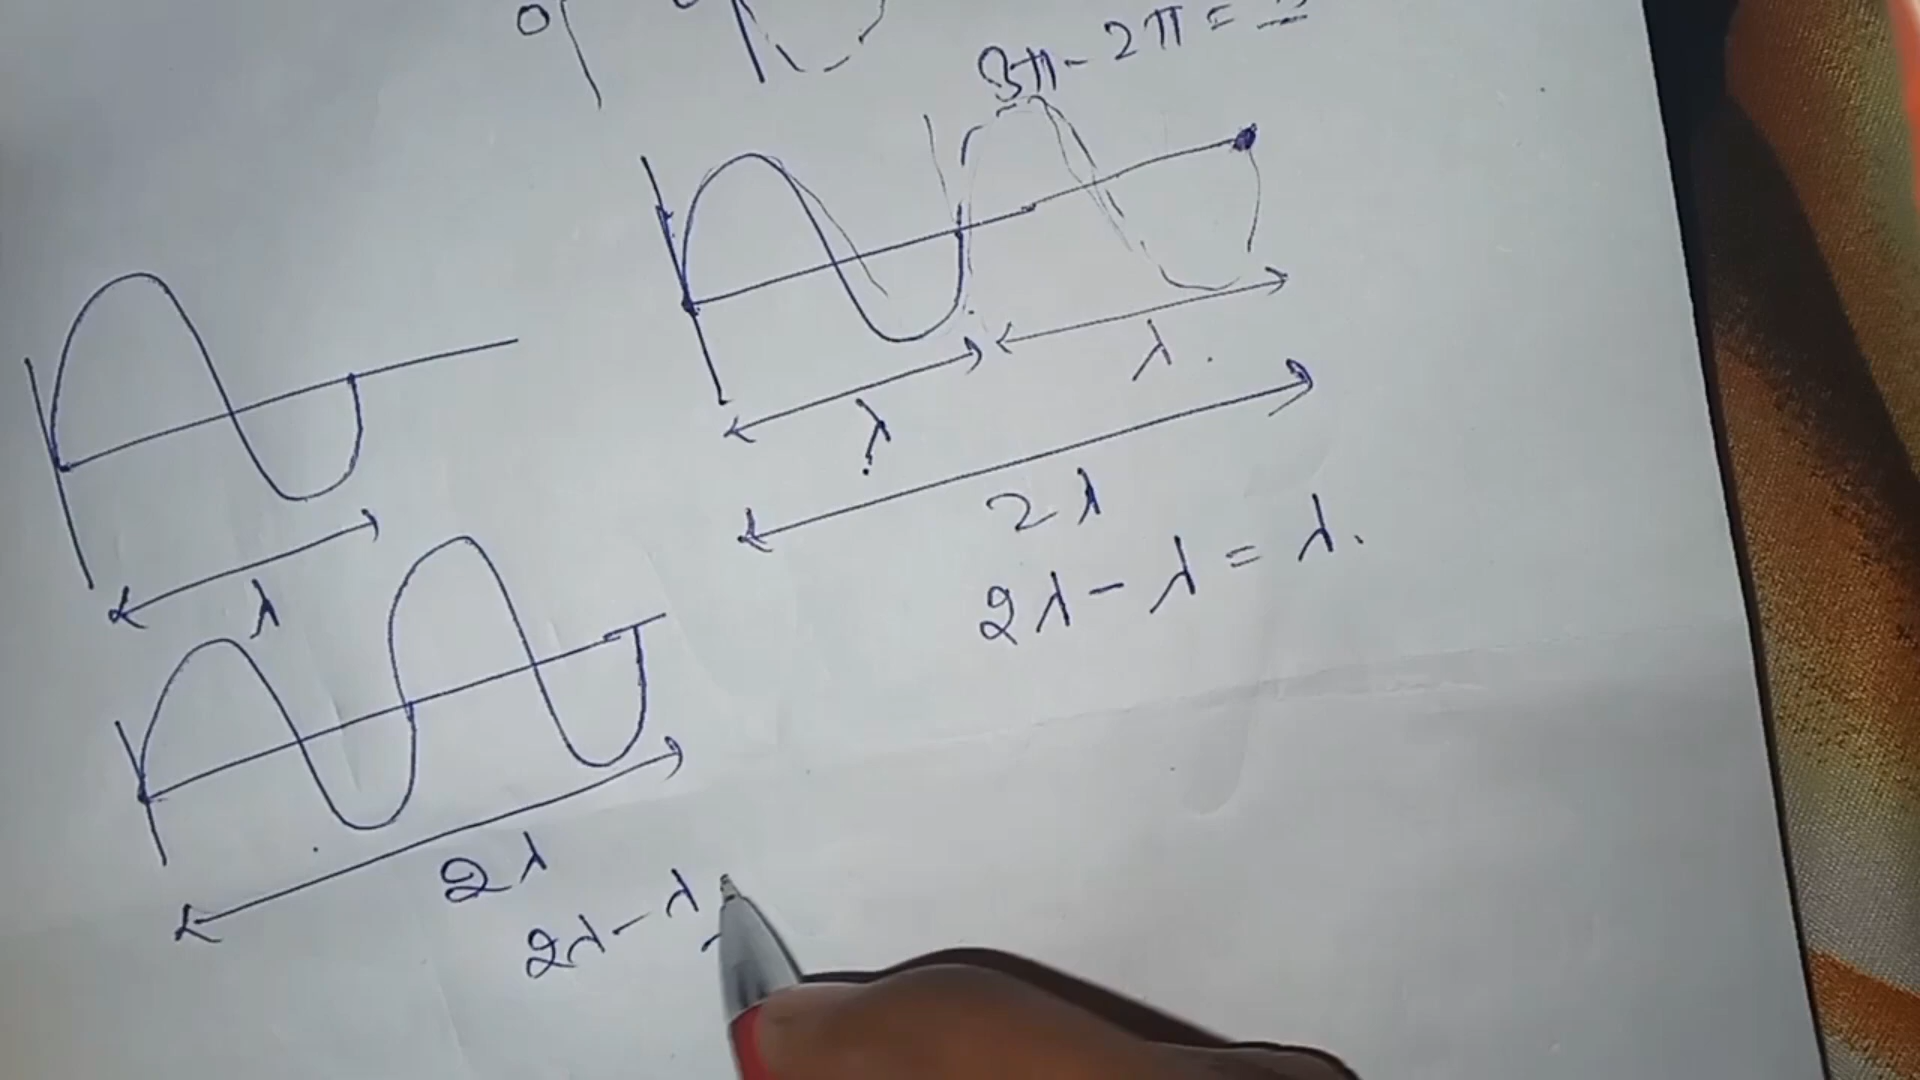 3π - 2π =
λ
λ
2λ
2λ - λ = λ.
λ
2λ
2λ - λ